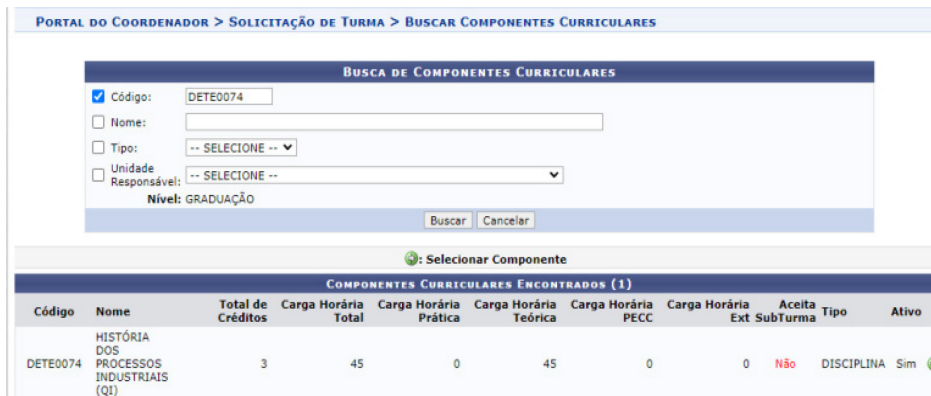 PORTAL DO COORDENADOR > SOLICITAÇÃO DE TURMA > BUSCAR COMPONENTES CURRICULARES
BUSCA DE COMPONENTES CURRICULARES
Código: DETE0074
Nome:
Tipo: -- SELECIONE --
Unidade Responsável: -- SELECIONE --
Nível: GRADUAÇÃO
Buscar Cancelar
: Selecionar Componente
COMPONENTES CURRICULARES ENCONTRADOS (1)
Código Nome Total de Créditos Carga Horária Total Carga Horária Prática Carga Horária Teórica Carga Horária PECC Carga Horária Ext Aceita SubTurma Tipo Ativo
DETE0074 HISTÓRIA DOS PROCESSOS INDUSTRIAIS (QI) 3 45 0 45 0 0 Não DISCIPLINA Sim